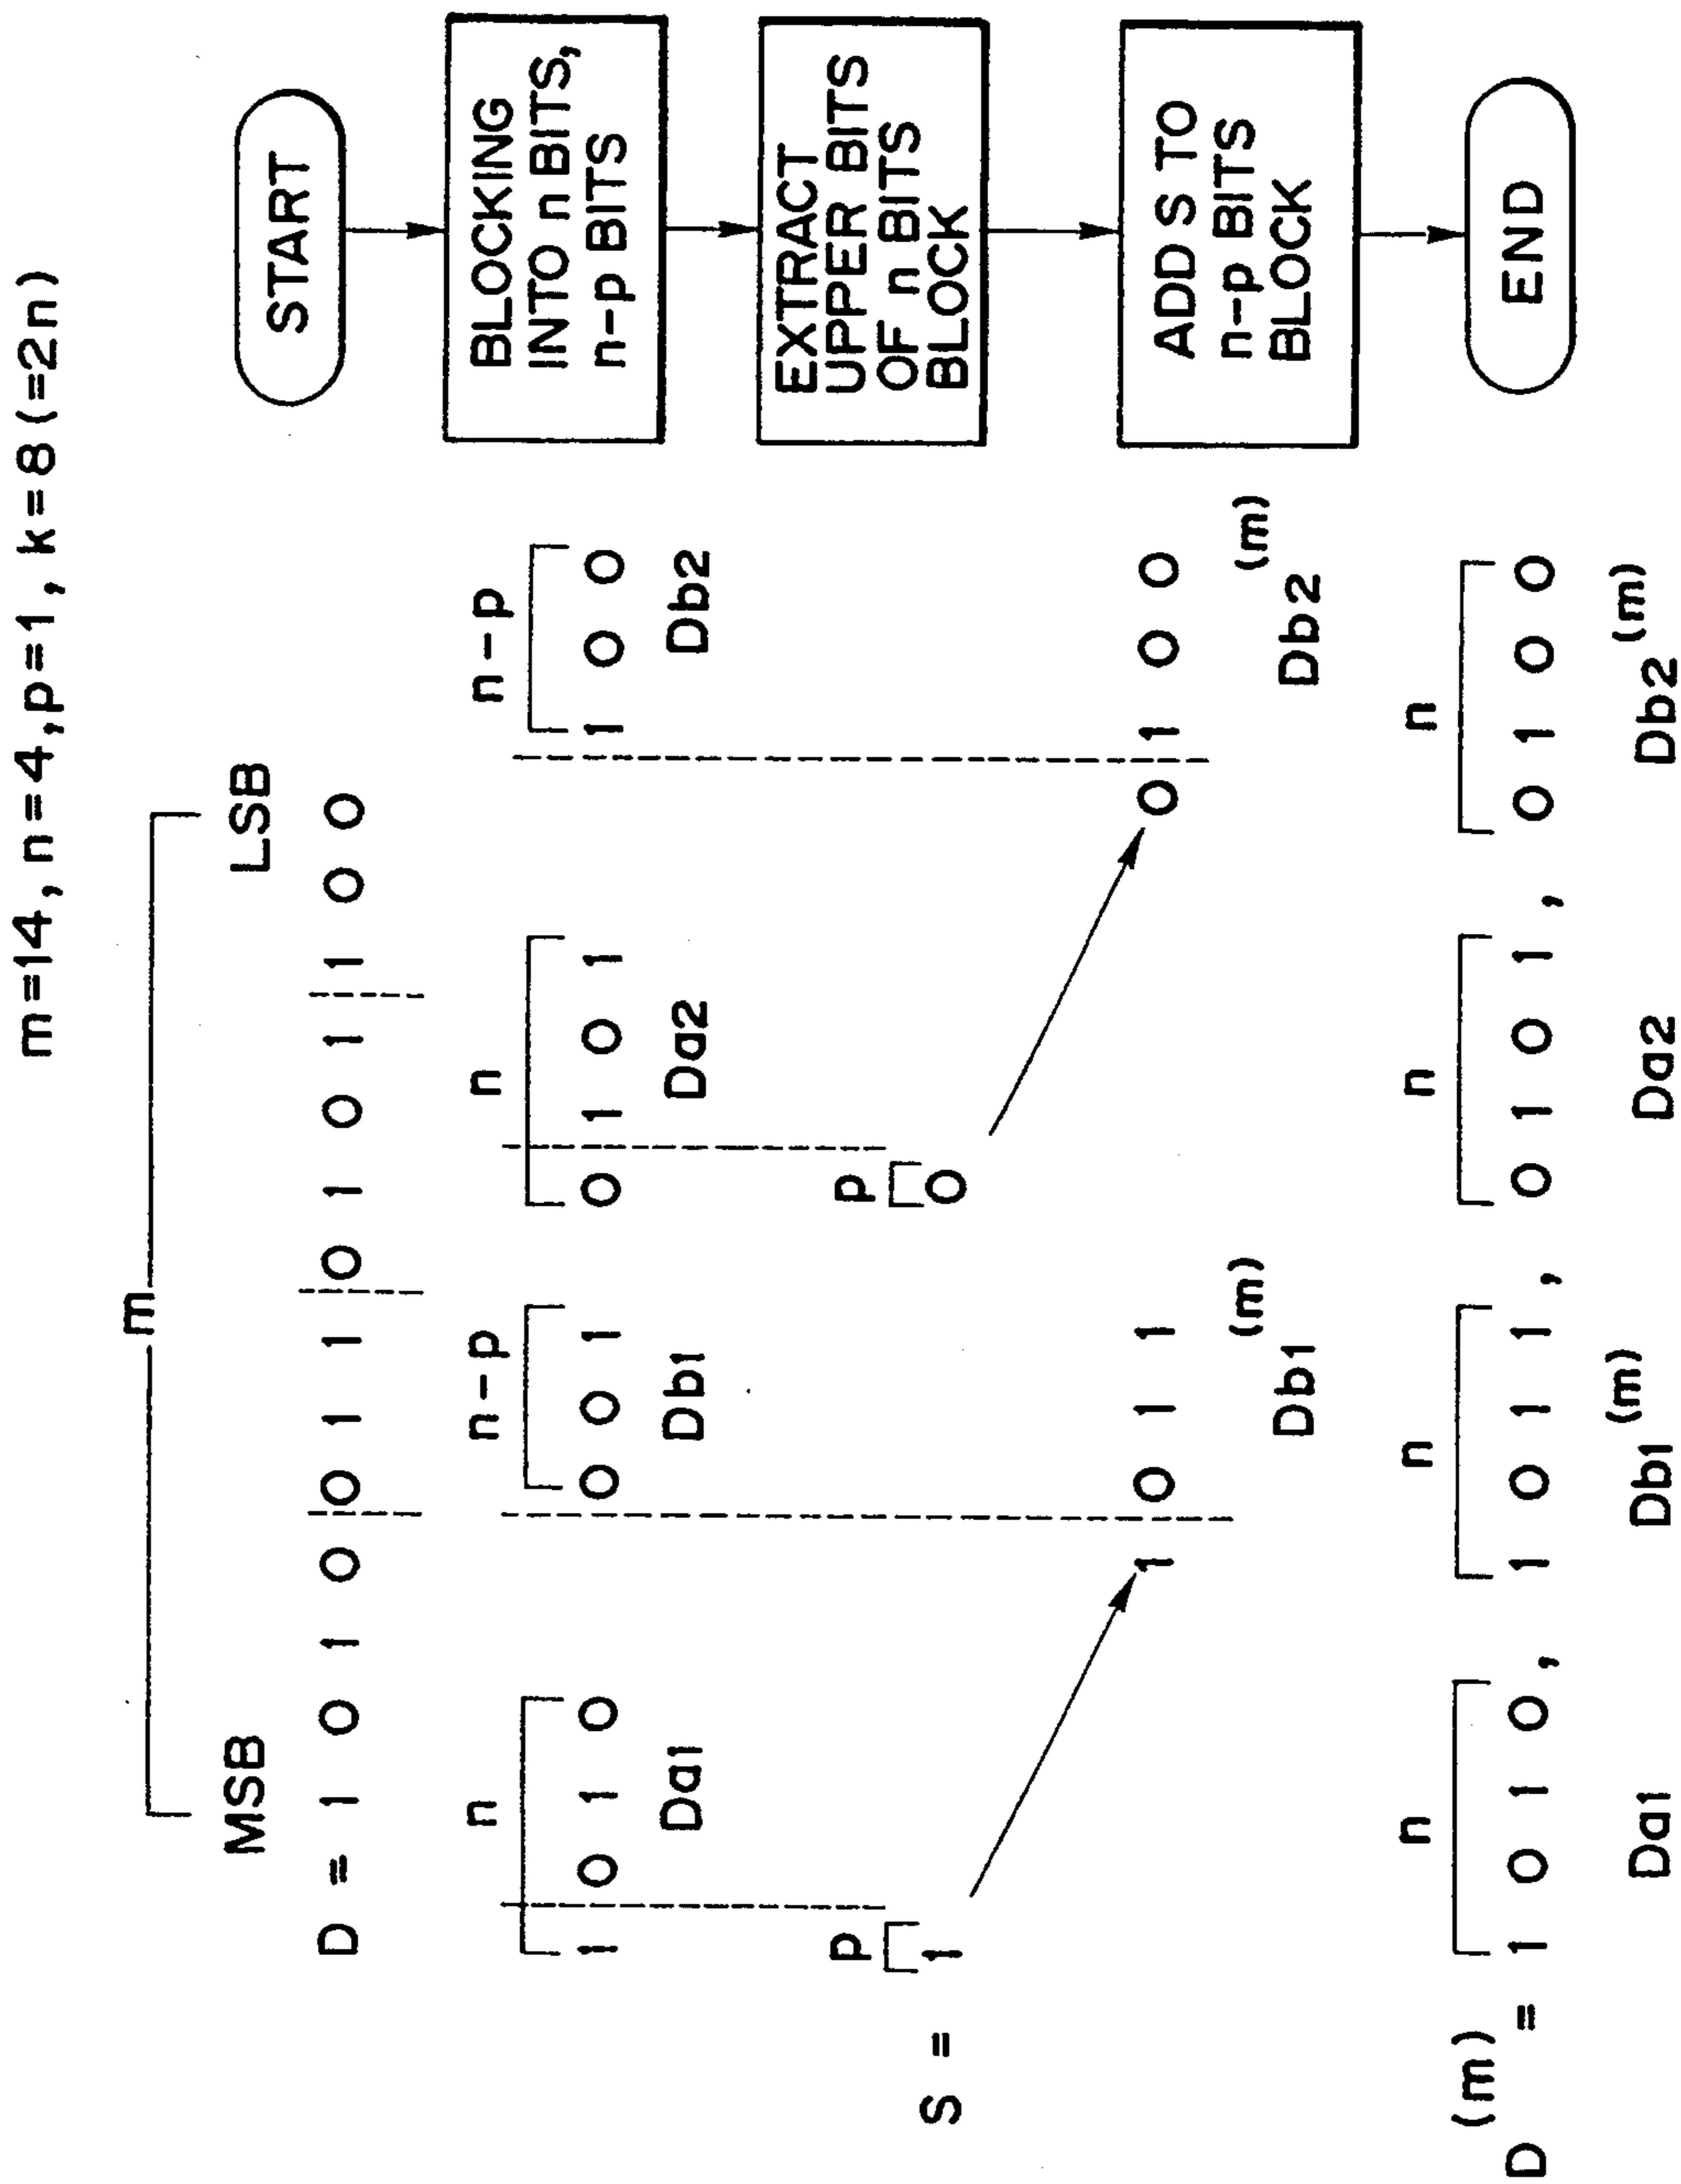 m=14, n=4, p=1, k=8 (=2n)
m
MSB LSB
D = 1 0 1 0 0 1 1 0 1 0 1 1 0 0
n n-p n n-p
1 0 1 0 0 0 1 0 1 0 1 1 0 0
Da1 Db1 Da2 Db2
p p
S = 1 0
1 0 1 1 0 1 0 0
Db1(m) Db2(m)
n n n n
D(m) = 1 0 1 0, 1 0 1 1, 0 1 0 1, 0 1 0 0
Da1 Db1(m) Da2 Db2(m)
START
BLOCKING
INTO n BITS,
n-p BITS
EXTRACT
UPPER BITS
OF n BITS
BLOCK
ADD S TO
n-p BITS
BLOCK
END